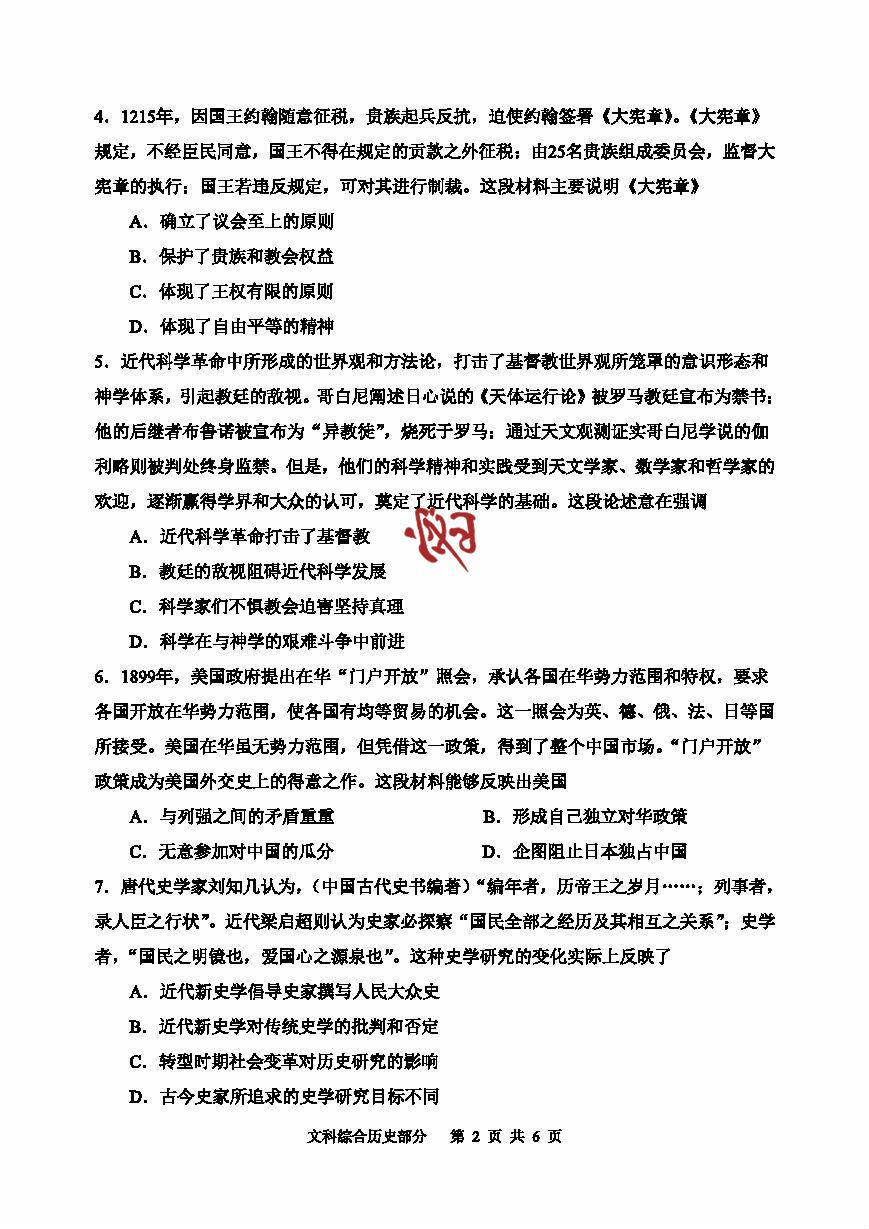 4．1215年，因国王约翰随意征税，贵族起兵反抗，迫使约翰签署《大宪章》。《大宪章》
规定，不经臣民同意，国王不得在规定的贡款之外征税；由25名贵族组成委员会，监督大
宪章的执行；国王若违反规定，可对其进行制裁。这段材料主要说明《大宪章》
A．确立了议会至上的原则
B．保护了贵族和教会权益
C．体现了王权有限的原则
D．体现了自由平等的精神
5．近代科学革命中所形成的世界观和方法论，打击了基督教世界观所笼罩的意识形态和
神学体系，引起教廷的敌视。哥白尼阐述日心说的《天体运行论》被罗马教廷宣布为禁书；
他的后继者布鲁诺被宣布为“异教徒”，烧死于罗马；通过天文观测证实哥白尼学说的伽
利略则被判处终身监禁。但是，他们的科学精神和实践受到天文学家、数学家和哲学家的
欢迎，逐渐赢得学界和大众的认可，奠定了近代科学的基础。这段论述意在强调
A．近代科学革命打击了基督教
B．教廷的敌视阻碍近代科学发展
C．科学家们不惧教会迫害坚持真理
D．科学在与神学的艰难斗争中前进
6．1899年，美国政府提出在华“门户开放”照会，承认各国在华势力范围和特权，要求
各国开放在华势力范围，使各国有均等贸易的机会。这一照会为英、德、俄、法、日等国
所接受。美国在华虽无势力范围，但凭借这一政策，得到了整个中国市场。“门户开放”
政策成为美国外交史上的得意之作。这段材料能够反映出美国
A．与列强之间的矛盾重重 B．形成自己独立对华政策
C．无意参加对中国的瓜分 D．企图阻止日本独占中国
7．唐代史学家刘知几认为，（中国古代史书编著）“编年者，历帝王之岁月……；列事者，
录人臣之行状”。近代梁启超则认为史家必探察“国民全部之经历及其相互之关系”；史学
者，“国民之明镜也，爱国心之源泉也”。这种史学研究的变化实际上反映了
A．近代新史学倡导史家撰写人民大众史
B．近代新史学对传统史学的批判和否定
C．转型时期社会变革对历史研究的影响
D．古今史家所追求的史学研究目标不同
文科综合历史部分 第 2 页 共 6 页